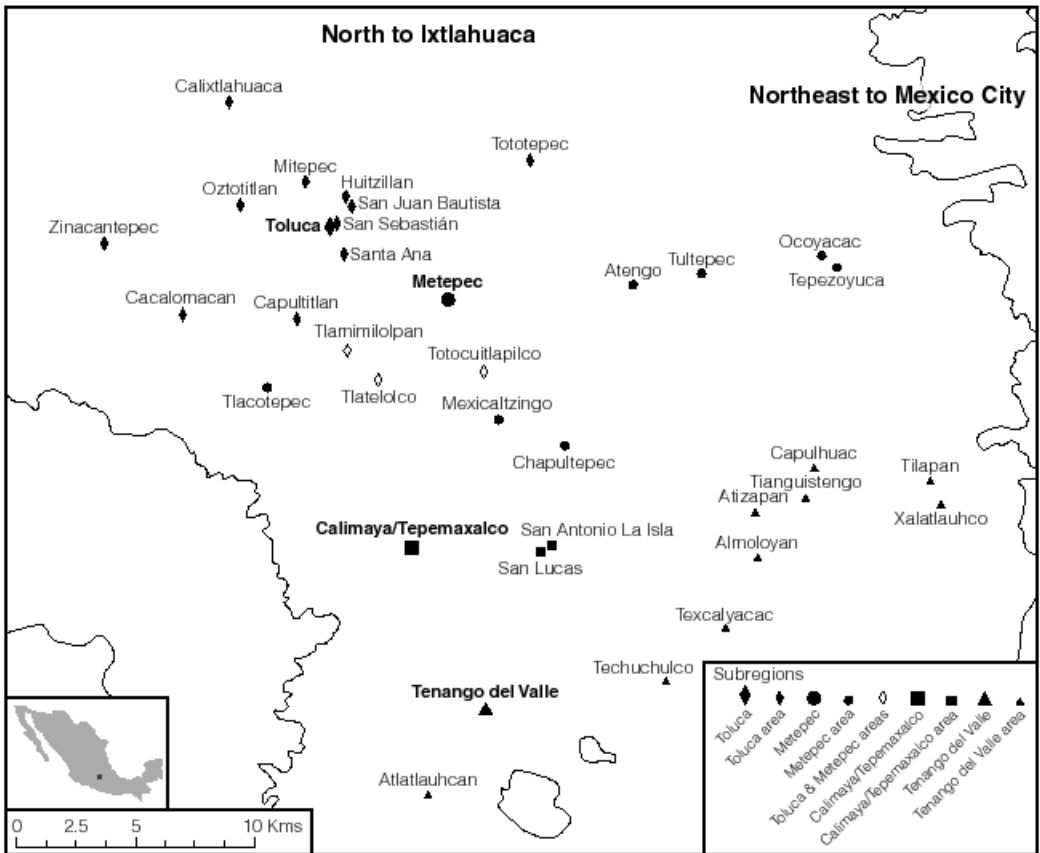 North to Ixtlahuaca
Calixtlahuaca
Northeast to Mexico City
Tototepec
Mitepec
Huitzillan
Oztotitlan
San Juan Bautista
Zinacantepec
Toluca
San Sebastián
Santa Ana
Ocoyacac
Tultepec
Atengo
Tepezoyuca
Metepec
Cacalomacan
Capultitlan
Tlamimilolpan
Totocuitlapilco
Tlacotepec
Tlatelolco
Mexicaltzingo
Chapultepec
Capulhuac
Tilapan
Tianguistengo
Atizapan
Xalatlauhco
Calimaya/Tepemaxalco
San Antonio La Isla
Almoloyan
San Lucas
Texcalyacac
Techuchulco
Tenango del Valle
Atlatlauhcan
Subregions
Toluca
Toluca area
Metepec
Metepec area
Toluca & Metepec areas
Calimaya/Tepemaxalco
Calimaya/Tepemaxalco area
Tenango del Valle
Tenango del Valle area
0 2.5 5 10 Kms